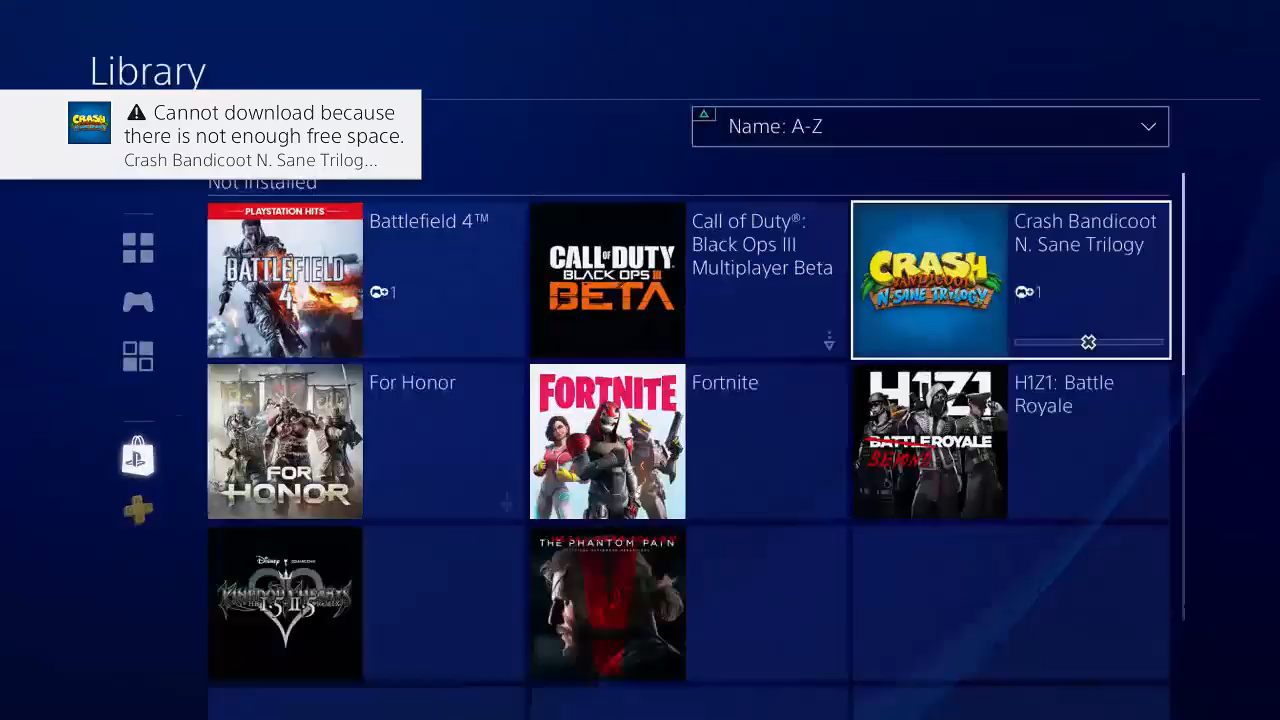 Library
Cannot download because
there is not enough free space.
Crash Bandicoot N. Sane Trilog...
Name: A-Z
Not Installed
PLAYSTATION HITS
BATTLEFIELD
4
Battlefield 4™
1
CALL OF DUTY
BLACK OPS III
BETA
Call of Duty®:
Black Ops III
Multiplayer Beta
CRASH
BANDICOOT
N. SANE TRILOGY
Crash Bandicoot
N. Sane Trilogy
1
FOR
HONOR
For Honor
FORTNITE
Fortnite
H1Z1
BATTLE ROYALE
H1Z1: Battle
Royale
Disney
KINGDOM HEARTS
THE PHANTOM PAIN